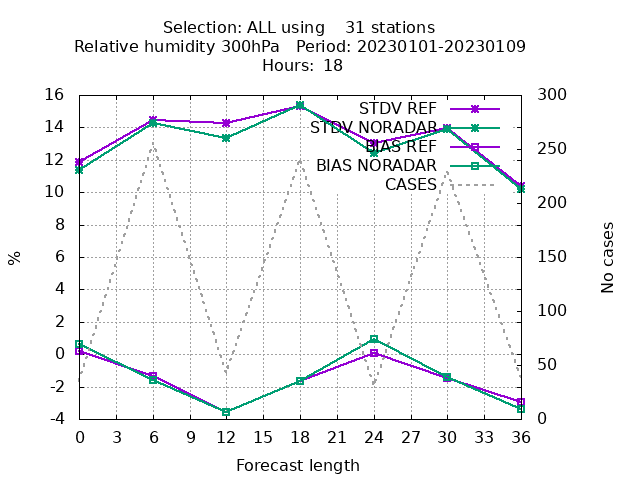 Selection: ALL using    31 stations
Relative humidity 300hPa   Period: 20230101-20230109
Hours: 18
STDV REF
STDV NORADAR
BIAS REF
BIAS NORADAR
CASES
16
14
12
10
8
6
4
2
0
-2
-4
%
300
250
200
150
100
50
0
No cases
0 3 6 9 12 15 18 21 24 27 30 33 36
Forecast length